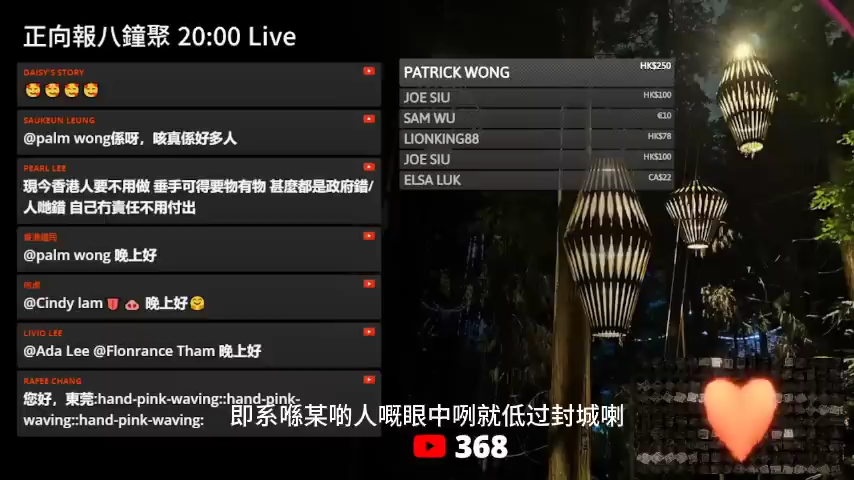 正向報八鐘聚 20:00 Live
DAISY'S STORY
SAUKEUN LEUNG
@palm wong係呀，咳真係好多人
PEARL LEE
現今香港人要不用做 垂手可得要物有物 甚麼都是政府錯/
人哋錯 自己冇責任不用付出
@palm wong 晚上好
@Cindy lam 晚上好
LIVIO LEE
@Ada Lee @Flonrance Tham 晚上好
RAFEE CHANG
您好，東莞:hand-pink-waving::hand-pink-
waving::hand-pink-waving:
PATRICK WONG HK$250
JOE SIU HK$100
SAM WU €10
LIONKING88 HK$78
JOE SIU HK$100
ELSA LUK CA$22
即系喺某啲人嘅眼中咧就低过封城喇
368